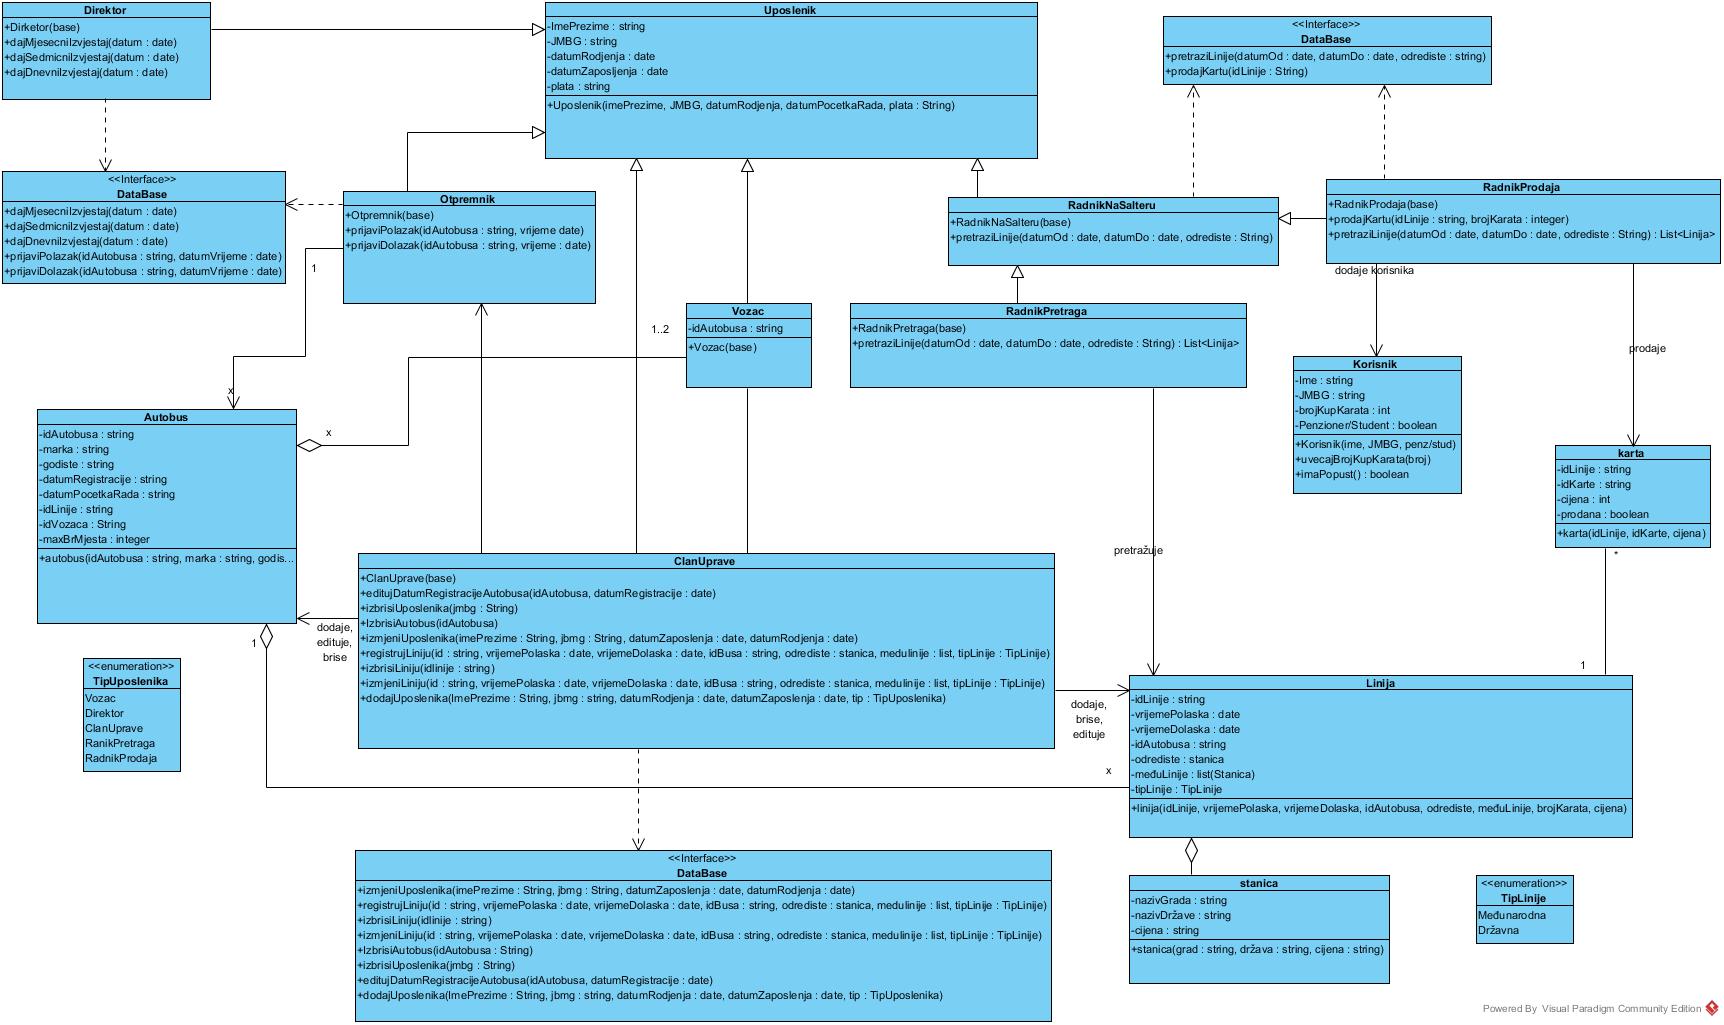 Direktor
+Dirketor(base)
+dajMjesecniIzvjestaj(datum : date)
+dajSedmicniIzvjestaj(datum : date)
+dajDnevniIzvjestaj(datum : date)
Uposlenik
-ImePrezime : string
-JMBG : string
-datumRodjenja : date
-datumZaposljenja : date
-plata : string
+Uposlenik(imePrezime, JMBG, datumRodjenja, datumPocetkaRada, plata : String)
<<Interface>>
DataBase
+pretraziLinije(datumOd : date, datumDo : date, odrediste : string)
+prodajKartu(idLinije : String)
<<Interface>>
DataBase
+dajMjesecniIzvjestaj(datum : date)
+dajSedmicniIzvjestaj(datum : date)
+dajDnevniIzvjestaj(datum : date)
+prijaviPolazak(idAutobusa : string, datumVrijeme : date)
+prijaviDolazak(idAutobusa : string, datumVrijeme : date)
Otpremnik
+Otpremnik(base)
+prijaviPolazak(idAutobusa : string, vrijeme date)
+prijaviDolazak(idAutobusa : string, vrijeme : date)
RadnikNaSalteru
+RadnikNaSalteru(base)
+pretraziLinije(datumOd : date, datumDo : date, odrediste : String)
RadnikProdaja
+RadnikProdaja(base)
+prodajKartu(idLinije : string, brojKarata : integer)
+pretraziLinije(datumOd : date, datumDo : date, odrediste : String) : List<Linija>
1
dodaje korisnika
Vozac
-idAutobusa : string
+Vozac(base)
1..2
RadnikPretraga
+RadnikPretraga(base)
+pretraziLinije(datumOd : date, datumDo : date, odrediste : String) : List<Linija>
prodaje
Korisnik
-Ime : string
-JMBG : string
-brojKupKarata : int
-Penzioner/Student : boolean
+Korisnik(ime, JMBG, penz/stud)
+uvecajBrojKupKarata(broj)
+imaPopust() : boolean
x
Autobus
-idAutobusa : string
-marka : string
-godiste : string
-datumRegistracije : string
-datumPocetkaRada : string
-idLinije : string
-idVozaca : String
-maxBrMjesta : integer
+autobus(idAutobusa : string, marka : string, godis...
x
karta
-idLinije : string
-idKarte : string
-cijena : int
-prodana : boolean
+karta(idLinije, idKarte, cijena)
*
pretražuje
ClanUprave
+ClanUprave(base)
+editujDatumRegistracijeAutobusa(idAutobusa, datumRegistracije : date)
+izbrisiUposlenika(jmbg : String)
+IzbrisiAutobus(idAutobusa)
+izmjeniUposlenika(imePrezime : String, jbmg : String, datumZaposlenja : date, datumRodjenja : date)
+registrujLiniju(id : string, vrijemePolaska : date, vrijemeDolaska : date, idBusa : string, odrediste : stanica, medulinije : list, tipLinije : TipLinije)
+izbrisiLiniju(idlinije : string)
+izmjeniLiniju(id : string, vrijemePolaska : date, vrijemeDolaska : date, idBusa : string, odrediste : stanica, medulinije : list, tipLinije : TipLinije)
+dodajUposlenika(ImePrezime : String, jbmg : string, datumRodjenja : date, datumZaposlenja : date, tip : TipUposlenika)
dodaje,
edituje,
brise
1
<<enumeration>>
TipUposlenika
Vozac
Direktor
ClanUprave
RanikPretraga
RadnikProdaja
dodaje,
brise,
edituje
1
x
Linija
-idLinije : string
-vrijemePolaska : date
-vrijemeDolaska : date
-idAutobusa : string
-odrediste : stanica
-međuLinije : list(Stanica)
-tipLinije : TipLinije
+linija(idLinije, vrijemePolaska, vrijemeDolaska, idAutobusa, odrediste, međuLinije, brojKarata, cijena)
<<Interface>>
DataBase
+izmjeniUposlenika(imePrezime : String, jbmg : String, datumZaposlenja : date, datumRodjenja : date)
+registrujLiniju(id : string, vrijemePolaska : date, vrijemeDolaska : date, idBusa : string, odrediste : stanica, medulinije : list, tipLinije : TipLinije)
+izbrisiLiniju(idlinije : string)
+izmjeniLiniju(id : string, vrijemePolaska : date, vrijemeDolaska : date, idBusa : string, odrediste : stanica, medulinije : list, tipLinije : TipLinije)
+IzbrisiAutobus(idAutobusa : String)
+izbrisiUposlenika(jmbg : String)
+editujDatumRegistracijeAutobusa(idAutobusa, datumRegistracije : date)
+dodajUposlenika(ImePrezime : String, jbmg : string, datumRodjenja : date, datumZaposlenja : date, tip : TipUposlenika)
stanica
-nazivGrada : string
-nazivDržave : string
-cijena : string
+stanica(grad : string, država : string, cijena : string)
<<enumeration>>
TipLinije
Međunarodna
Državna
Powered By Visual Paradigm Community Edition